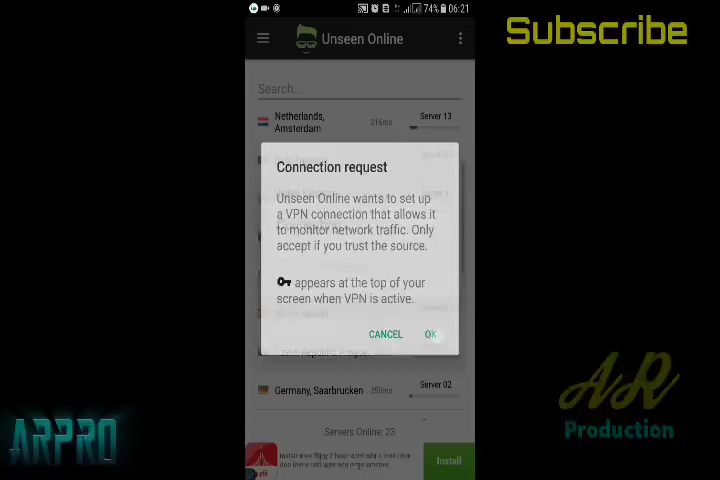 74% 06:21
Unseen Online
Subscribe
Search...
Netherlands,
Amsterdam
216ms
Server 13
Connection request
Unseen Online wants to set up
a VPN connection that allows it
to monitor network traffic. Only
accept if you trust the source.
appears at the top of your
screen when VPN is active.
CANCEL OK
Czech Republic, Prague
Germany, Saarbrucken
250ms
Server 02
Servers Online: 23
Install
ARPRO
AR
Production